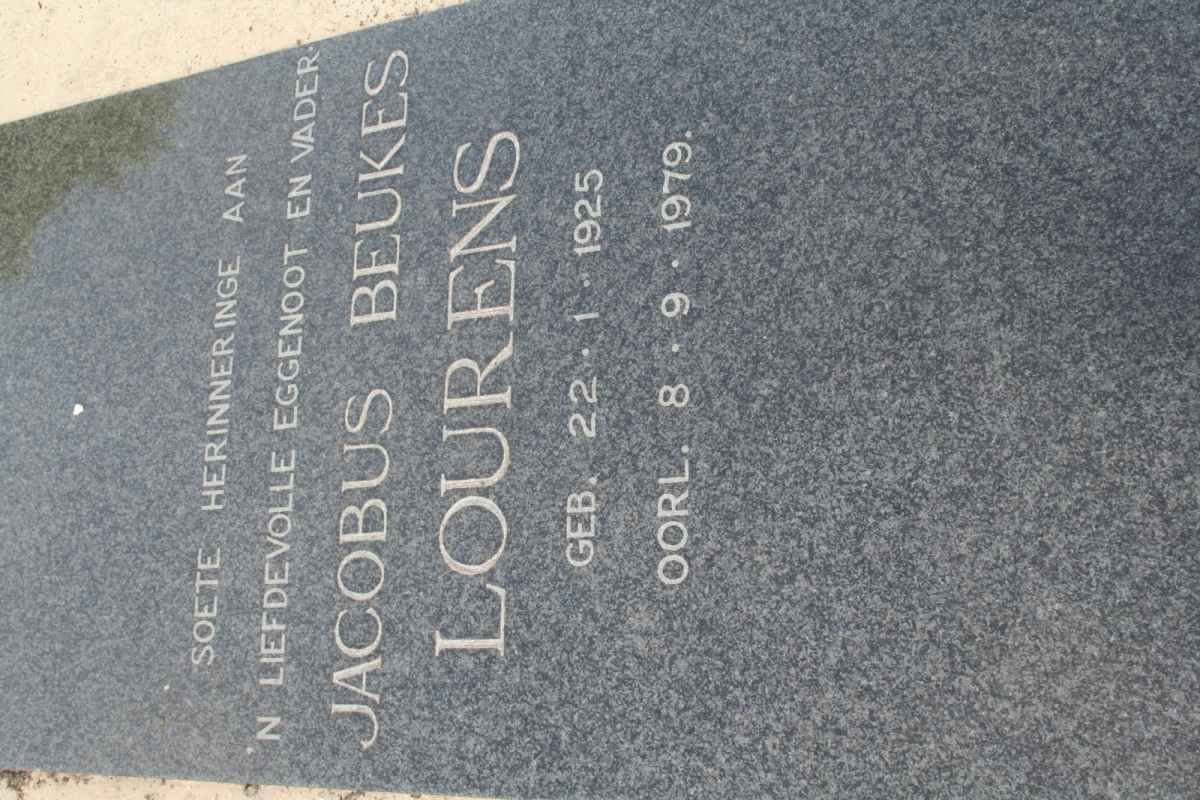 SOETE HERINNERINGE AAN
'N LIEFDEVOLLE EGGENOOT EN VADER:
JACOBUS BEUKES
LOURENS
GEB. 22·1·1925
OORL. 8·9·1979.